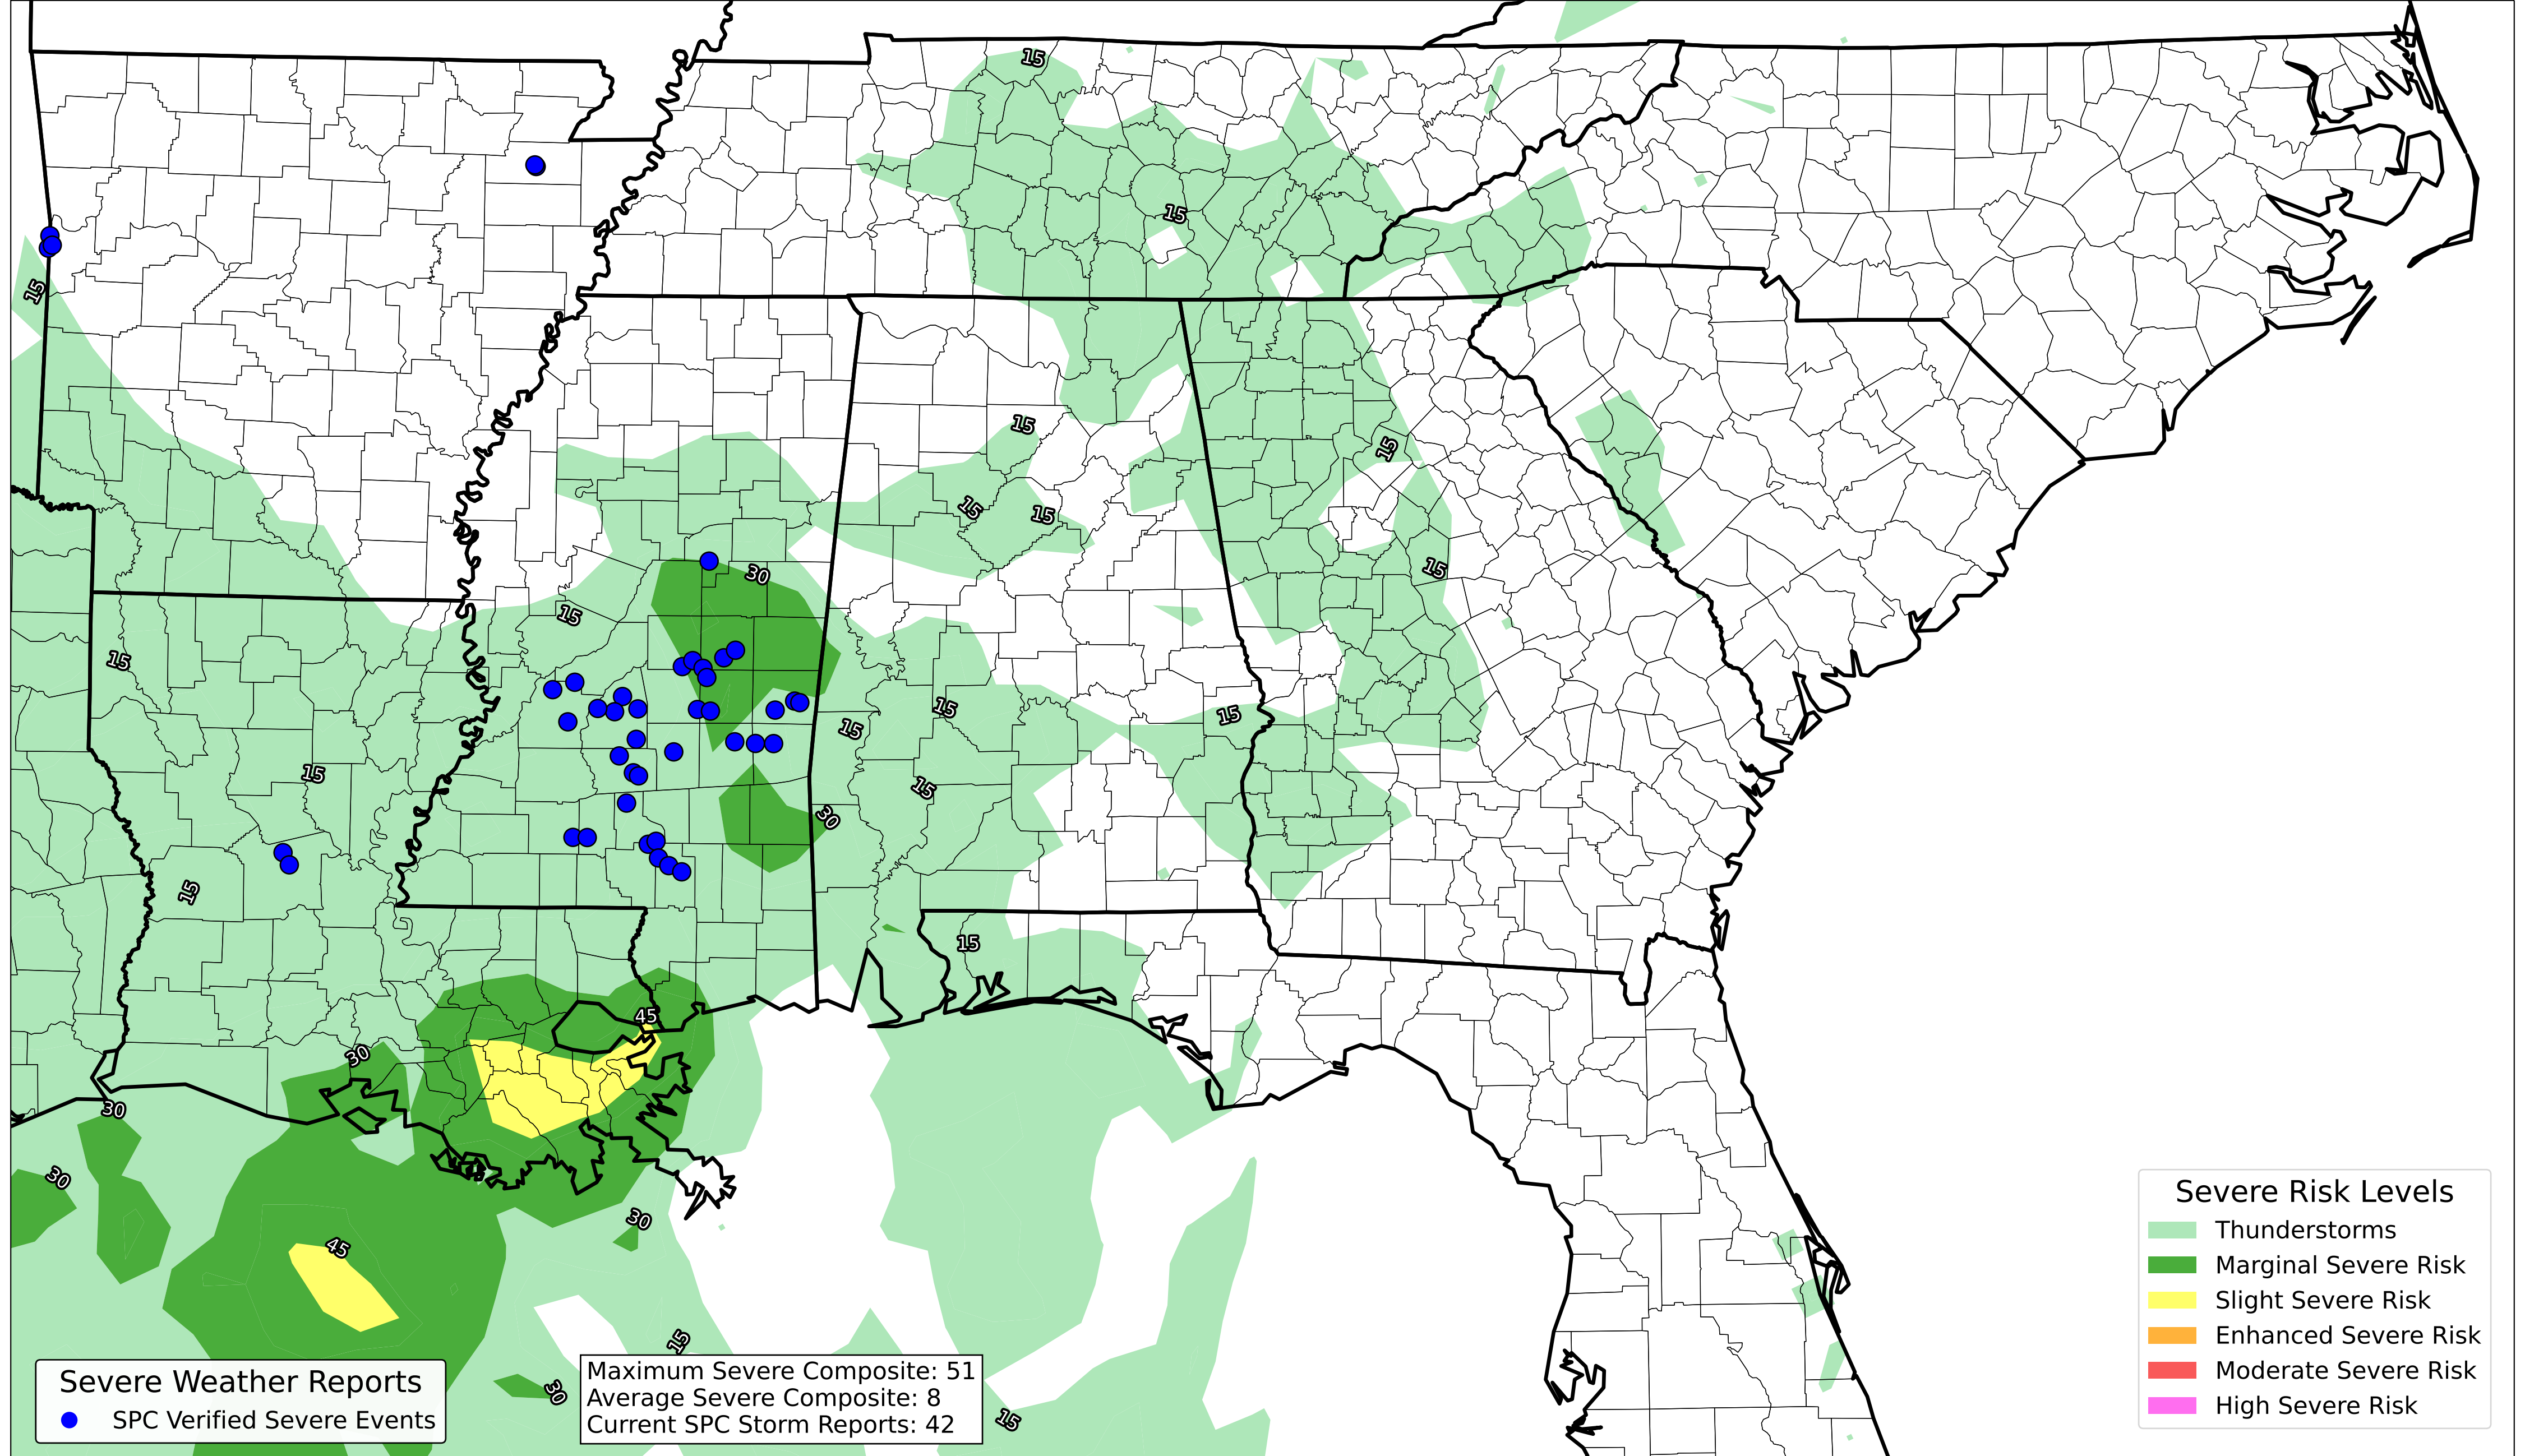 15
15
15
15
15
15
15
15
30
15
15
15
15
15
15
15
15
30
15
15
45
30
30
30
30
45
15
30
15
Severe Weather Reports
SPC Verified Severe Events
Maximum Severe Composite: 51
Average Severe Composite: 8
Current SPC Storm Reports: 42
Severe Risk Levels
Thunderstorms
Marginal Severe Risk
Slight Severe Risk
Enhanced Severe Risk
Moderate Severe Risk
High Severe Risk